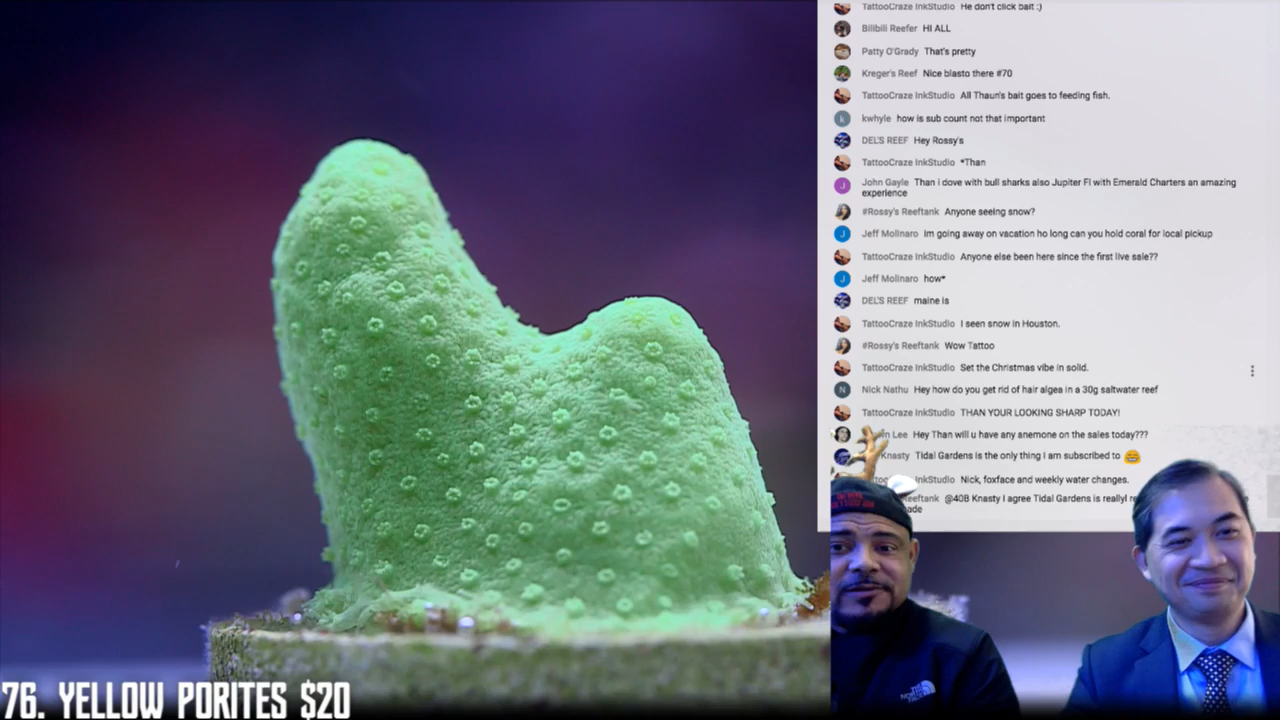 TattooCraze InkStudio He don't click bait :)
Bilibili Reefer HI ALL
Patty O'Grady That's pretty
Kreger's Reef Nice blasto there #70
TattooCraze InkStudio All Thaun's bait goes to feeding fish.
k kwhyle how is sub count not that important
DEL'S REEF Hey Rossy's
TattooCraze InkStudio *Than
J John Gayle Than i dove with bull sharks also Jupiter Fl with Emerald Charters an amazing
experience
#Rossy's Reeftank Anyone seeing snow?
J Jeff Molinaro Im going away on vacation ho long can you hold coral for local pickup
TattooCraze InkStudio Anyone else been here since the first live sale??
J Jeff Molinaro how*
DEL'S REEF maine is
TattooCraze InkStudio I seen snow in Houston.
#Rossy's Reeftank Wow Tattoo
TattooCraze InkStudio Set the Christmas vibe in solid.
N Nick Nathu Hey how do you get rid of hair algea in a 30g saltwater reef
TattooCraze InkStudio THAN YOUR LOOKING SHARP TODAY!
Lee Hey Than will u have any anemone on the sales today???
Knasty Tidal Gardens is the only thing I am subscribed to 😂
InkStudio Nick, foxface and weekly water changes.
Reeftank @40B Knasty I agree Tidal Gardens is really
76. YELLOW PORITES $20